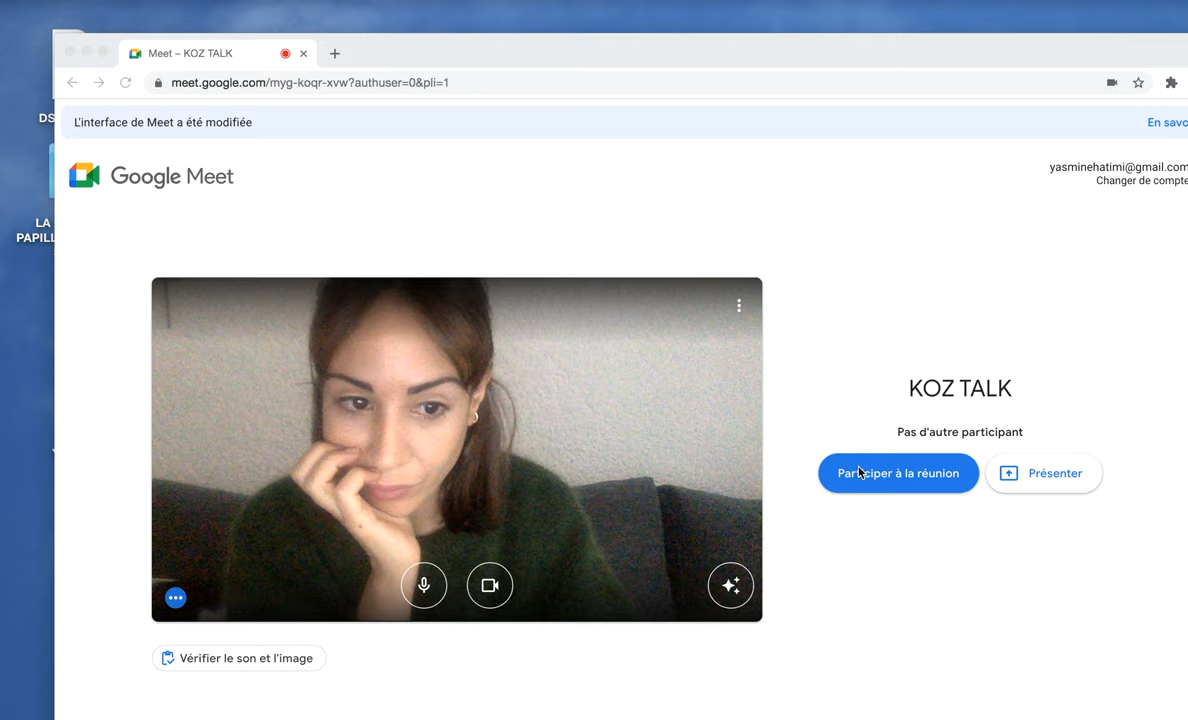 Meet – KOZ TALK
meet.google.com/myg-koqr-xvw?authuser=0&pli=1
DS
L'interface de Meet a été modifiée
En savo
Google Meet
yasminehatimi@gmail.com
Changer de compte
LA
PAPILL
KOZ TALK
Pas d'autre participant
Participer à la réunion
Présenter
Vérifier le son et l'image